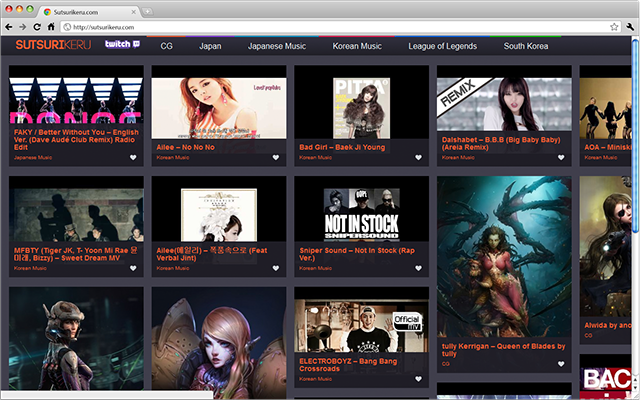 Sutsurikeru.com
http://sutsurikeru.com
SUTSURIKERU
twitch
CG
Japan
Japanese Music
Korean Music
League of Legends
South Korea
FAKY / Better Without You – English
Ver. (Dave Audé Club Remix) Radio
Edit
Japanese Music
Ailee – No No No
Korean Music
Bad Girl – Baek Ji Young
Korean Music
REMIX
Dalshabet – B.B.B (Big Baby Baby)
(Areia Remix)
Korean Music
AOA – Miniski
Korean Music
MFBTY (Tiger JK, T- Yoon Mi Rae 윤
미래, Bizzy) – Sweet Dream MV
Korean Music
Ailee(에일리) – 폭풍속으로 (Feat
Verbal Jint)
Korean Music
NOT IN STOCK
SNIPERSOUND
Sniper Sound – Not In Stock (Rap
Ver.)
Korean Music
Official
MV
ELECTROBOYZ – Bang Bang
Crossroads
Korean Music
tully Kerrigan – Queen of Blades by
tully
CG
Alwida by ano
CG
BAC